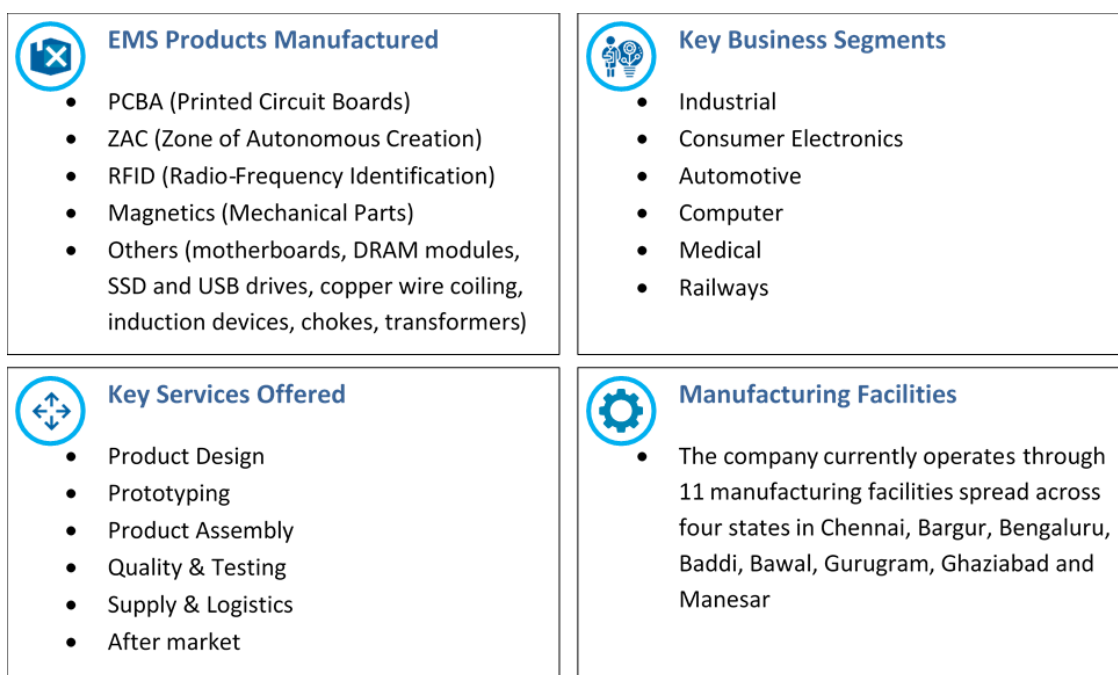 EMS Products Manufactured
• PCBA (Printed Circuit Boards)
• ZAC (Zone of Autonomous Creation)
• RFID (Radio-Frequency Identification)
• Magnetics (Mechanical Parts)
• Others (motherboards, DRAM modules,
SSD and USB drives, copper wire coiling,
induction devices, chokes, transformers)
Key Business Segments
• Industrial
• Consumer Electronics
• Automotive
• Computer
• Medical
• Railways
Key Services Offered
• Product Design
• Prototyping
• Product Assembly
• Quality & Testing
• Supply & Logistics
• After market
Manufacturing Facilities
• The company currently operates through
11 manufacturing facilities spread across
four states in Chennai, Bargur, Bengaluru,
Baddi, Bawal, Gurugram, Ghaziabad and
Manesar